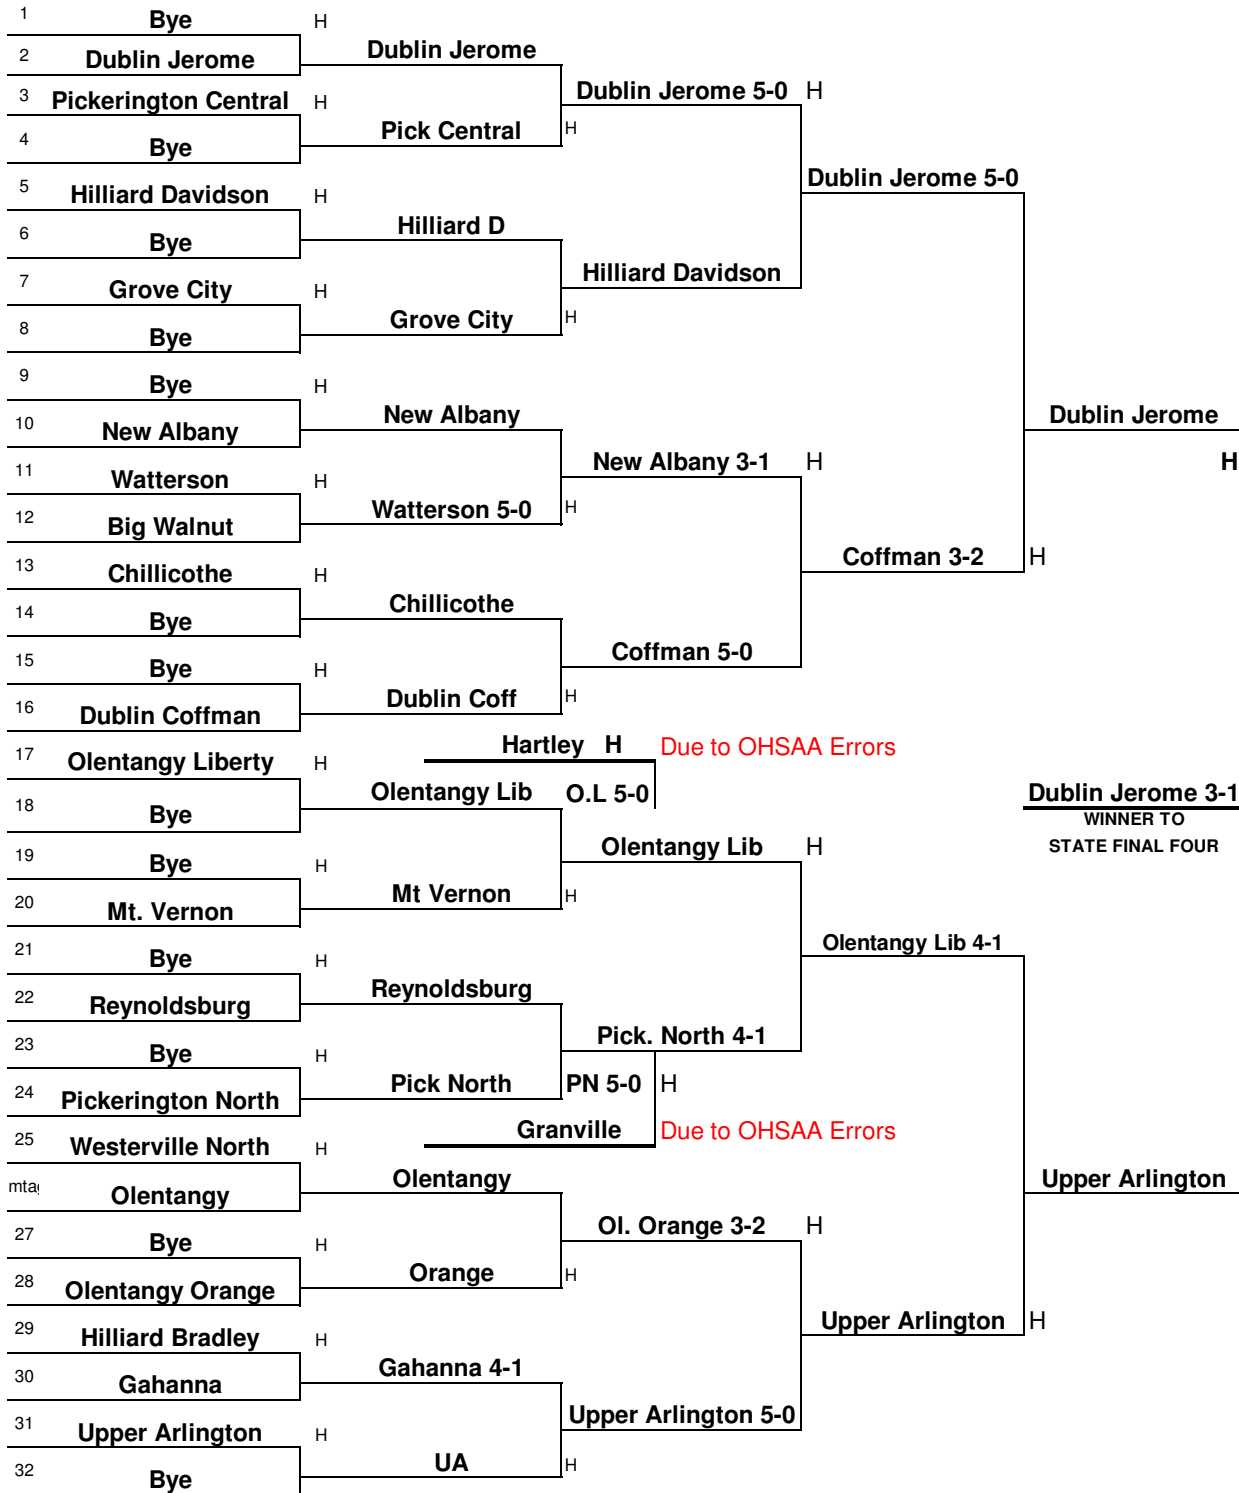 1 Bye H
2 Dublin Jerome Dublin Jerome
3 Pickerington Central H Dublin Jerome 5-0 H
4 Bye Pick Central H
5 Hilliard Davidson H Dublin Jerome 5-0
6 Bye Hilliard D
7 Grove City H Hilliard Davidson
8 Bye Grove City H
9 Bye H
10 New Albany New Albany Dublin Jerome
11 Watterson H New Albany 3-1 H H
12 Big Walnut Watterson 5-0 H
13 Chillicothe H Coffman 3-2 H
14 Bye Chillicothe
15 Bye H Coffman 5-0
16 Dublin Coffman Dublin Coff H
17 Olentangy Liberty H Hartley H Due to OHSAA Errors
18 Bye Olentangy Lib O.L 5-0 Dublin Jerome 3-1
WINNER TO
19 Bye H Olentangy Lib H STATE FINAL FOUR
20 Mt. Vernon Mt Vernon H
21 Bye H Olentangy Lib 4-1
22 Reynoldsburg Reynoldsburg
23 Bye H Pick. North 4-1
24 Pickerington North Pick North PN 5-0 H
25 Westerville North H Granville Due to OHSAA Errors
mta Olentangy Olentangy Upper Arlington
27 Bye H Ol. Orange 3-2 H
28 Olentangy Orange Orange H
29 Hilliard Bradley H Upper Arlington H
30 Gahanna Gahanna 4-1
31 Upper Arlington H Upper Arlington 5-0
32 Bye UA H